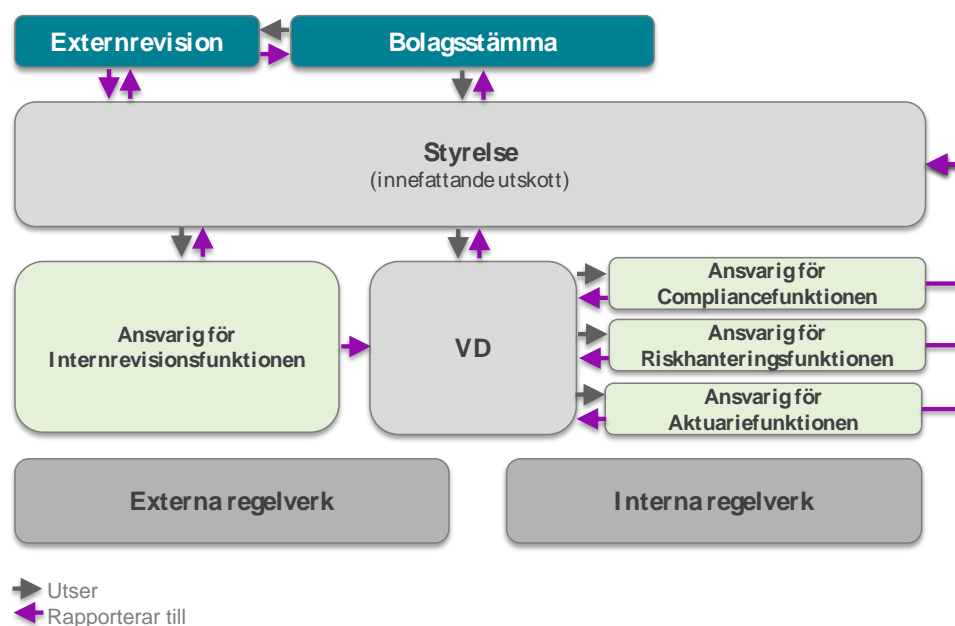 Externrevision
Bolagsstämma
Styrelse
(innefattande utskott)
Ansvarig för
Internrevisionsfunktionen
VD
Ansvarig för
Compliancefunktionen
Ansvarig för
Riskhanteringsfunktionen
Ansvarig för
Aktuariefunktionen
Externa regelverk
Interna regelverk
Utser
Rapporterar till